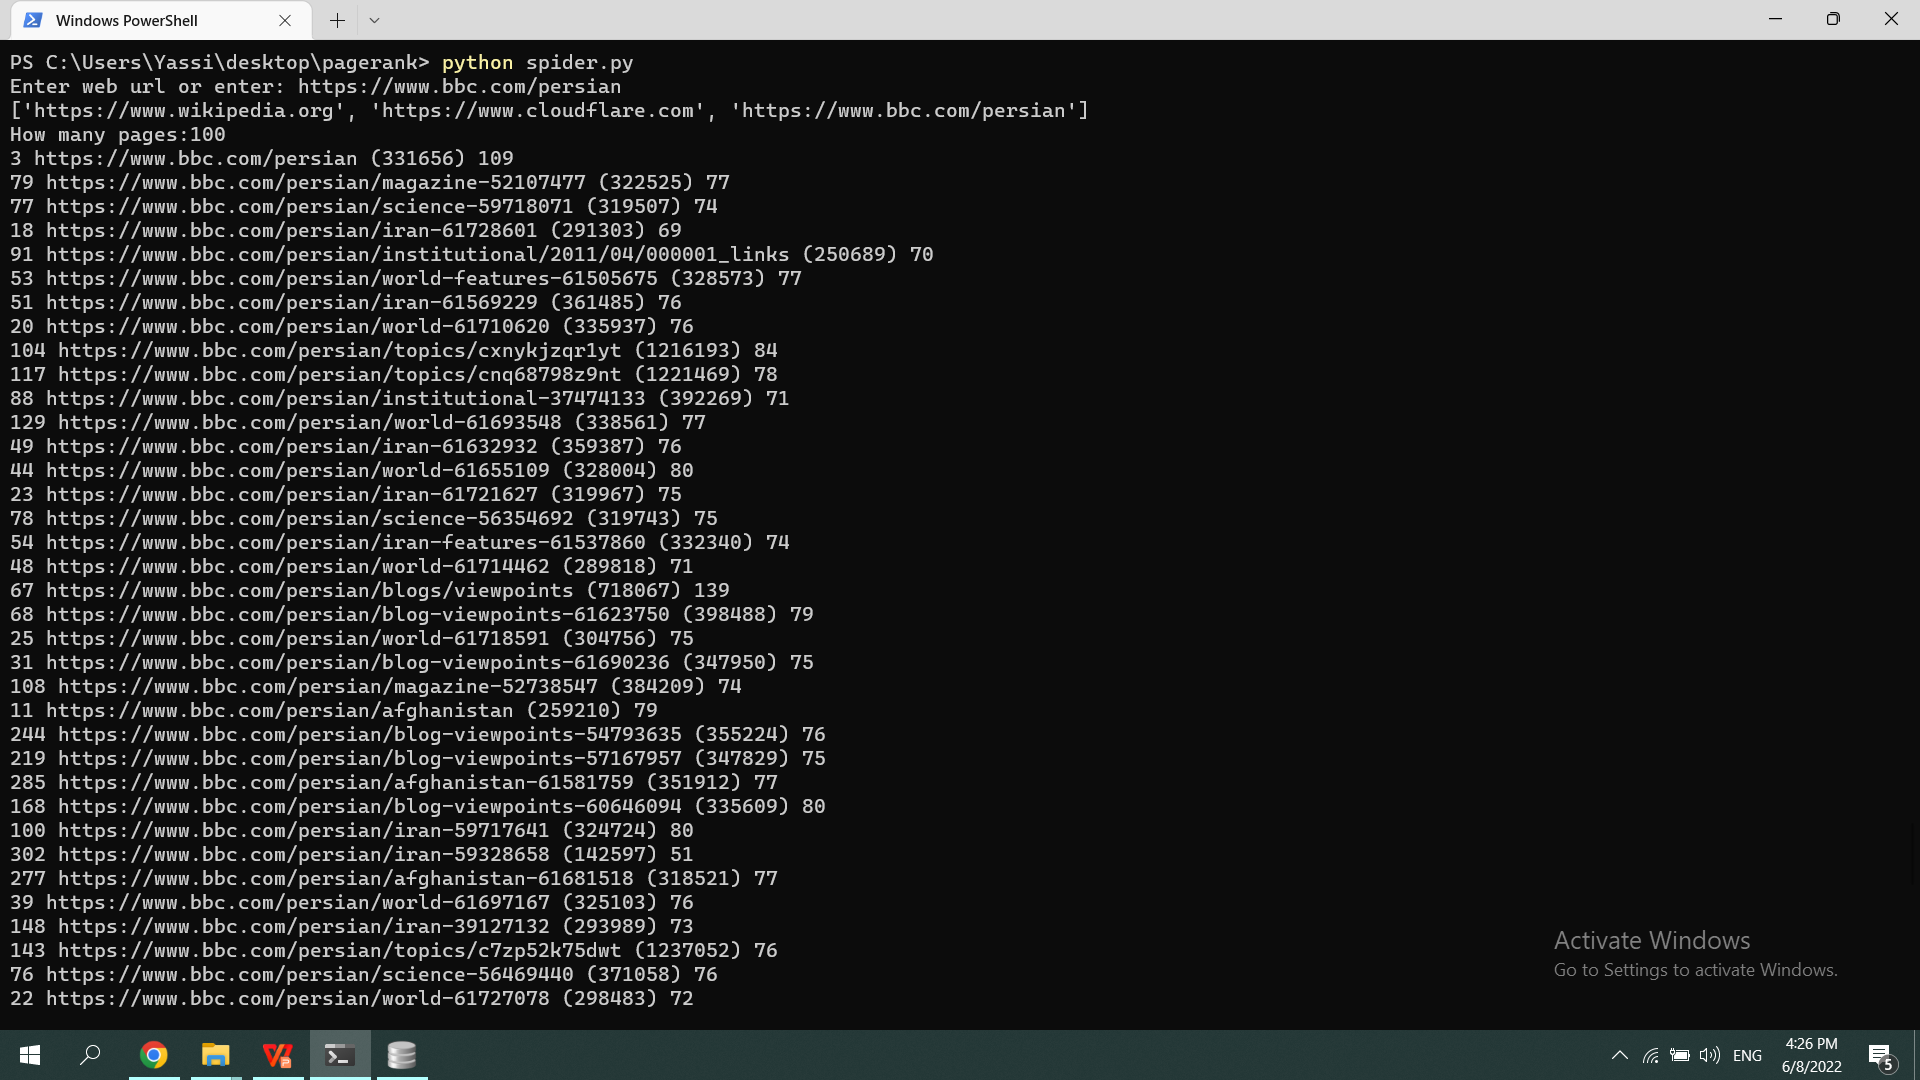 Windows PowerShell
PS C:\Users\Yassi\desktop\pagerank> python spider.py
Enter web url or enter: https://www.bbc.com/persian
['https://www.wikipedia.org', 'https://www.cloudflare.com', 'https://www.bbc.com/persian']
How many pages:100
3 https://www.bbc.com/persian (331656) 109
79 https://www.bbc.com/persian/magazine-52107477 (322525) 77
77 https://www.bbc.com/persian/science-59718071 (319507) 74
18 https://www.bbc.com/persian/iran-61728601 (291303) 69
91 https://www.bbc.com/persian/institutional/2011/04/000001_links (250689) 70
53 https://www.bbc.com/persian/world-features-61505675 (328573) 77
51 https://www.bbc.com/persian/iran-61569229 (361485) 76
20 https://www.bbc.com/persian/world-61710620 (335937) 76
104 https://www.bbc.com/persian/topics/cxnykjzqr1yt (1216193) 84
117 https://www.bbc.com/persian/topics/cnq68798z9nt (1221469) 78
88 https://www.bbc.com/persian/institutional-37474133 (392269) 71
129 https://www.bbc.com/persian/world-61693548 (338561) 77
49 https://www.bbc.com/persian/iran-61632932 (359387) 76
44 https://www.bbc.com/persian/world-61655109 (328004) 80
23 https://www.bbc.com/persian/iran-61721627 (319967) 75
78 https://www.bbc.com/persian/science-56354692 (319743) 75
54 https://www.bbc.com/persian/iran-features-61537860 (332340) 74
48 https://www.bbc.com/persian/world-61714462 (289818) 71
67 https://www.bbc.com/persian/blogs/viewpoints (718067) 139
68 https://www.bbc.com/persian/blog-viewpoints-61623750 (398488) 79
25 https://www.bbc.com/persian/world-61718591 (304756) 75
31 https://www.bbc.com/persian/blog-viewpoints-61690236 (347950) 75
108 https://www.bbc.com/persian/magazine-52738547 (384209) 74
11 https://www.bbc.com/persian/afghanistan (259210) 79
244 https://www.bbc.com/persian/blog-viewpoints-54793635 (355224) 76
219 https://www.bbc.com/persian/blog-viewpoints-57167957 (347829) 75
285 https://www.bbc.com/persian/afghanistan-61581759 (351912) 77
168 https://www.bbc.com/persian/blog-viewpoints-60646094 (335609) 80
100 https://www.bbc.com/persian/iran-59717641 (324724) 80
302 https://www.bbc.com/persian/iran-59328658 (142597) 51
277 https://www.bbc.com/persian/afghanistan-61681518 (318521) 77
39 https://www.bbc.com/persian/world-61697167 (325103) 76
148 https://www.bbc.com/persian/iran-39127132 (293989) 73
143 https://www.bbc.com/persian/topics/c7zp52k75dwt (1237052) 76
76 https://www.bbc.com/persian/science-56469440 (371058) 76
22 https://www.bbc.com/persian/world-61727078 (298483) 72
Activate Windows
Go to Settings to activate Windows.
ENG
4:26 PM
6/8/2022
5